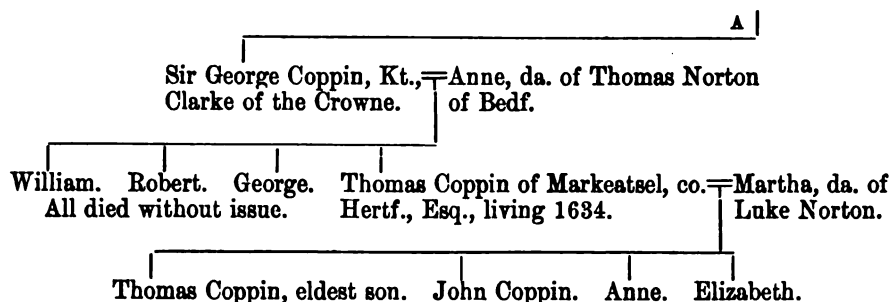 A
Sir George Coppin, Kt.,=Anne, da. of Thomas Norton
Clarke of the Crowne. of Bedf.
William. Robert. George. Thomas Coppin of Markeatsel, co.=Martha, da. of
All died without issue. Hertf., Esq., living 1634. Luke Norton.
Thomas Coppin, eldest son. John Coppin. Anne. Elizabeth.